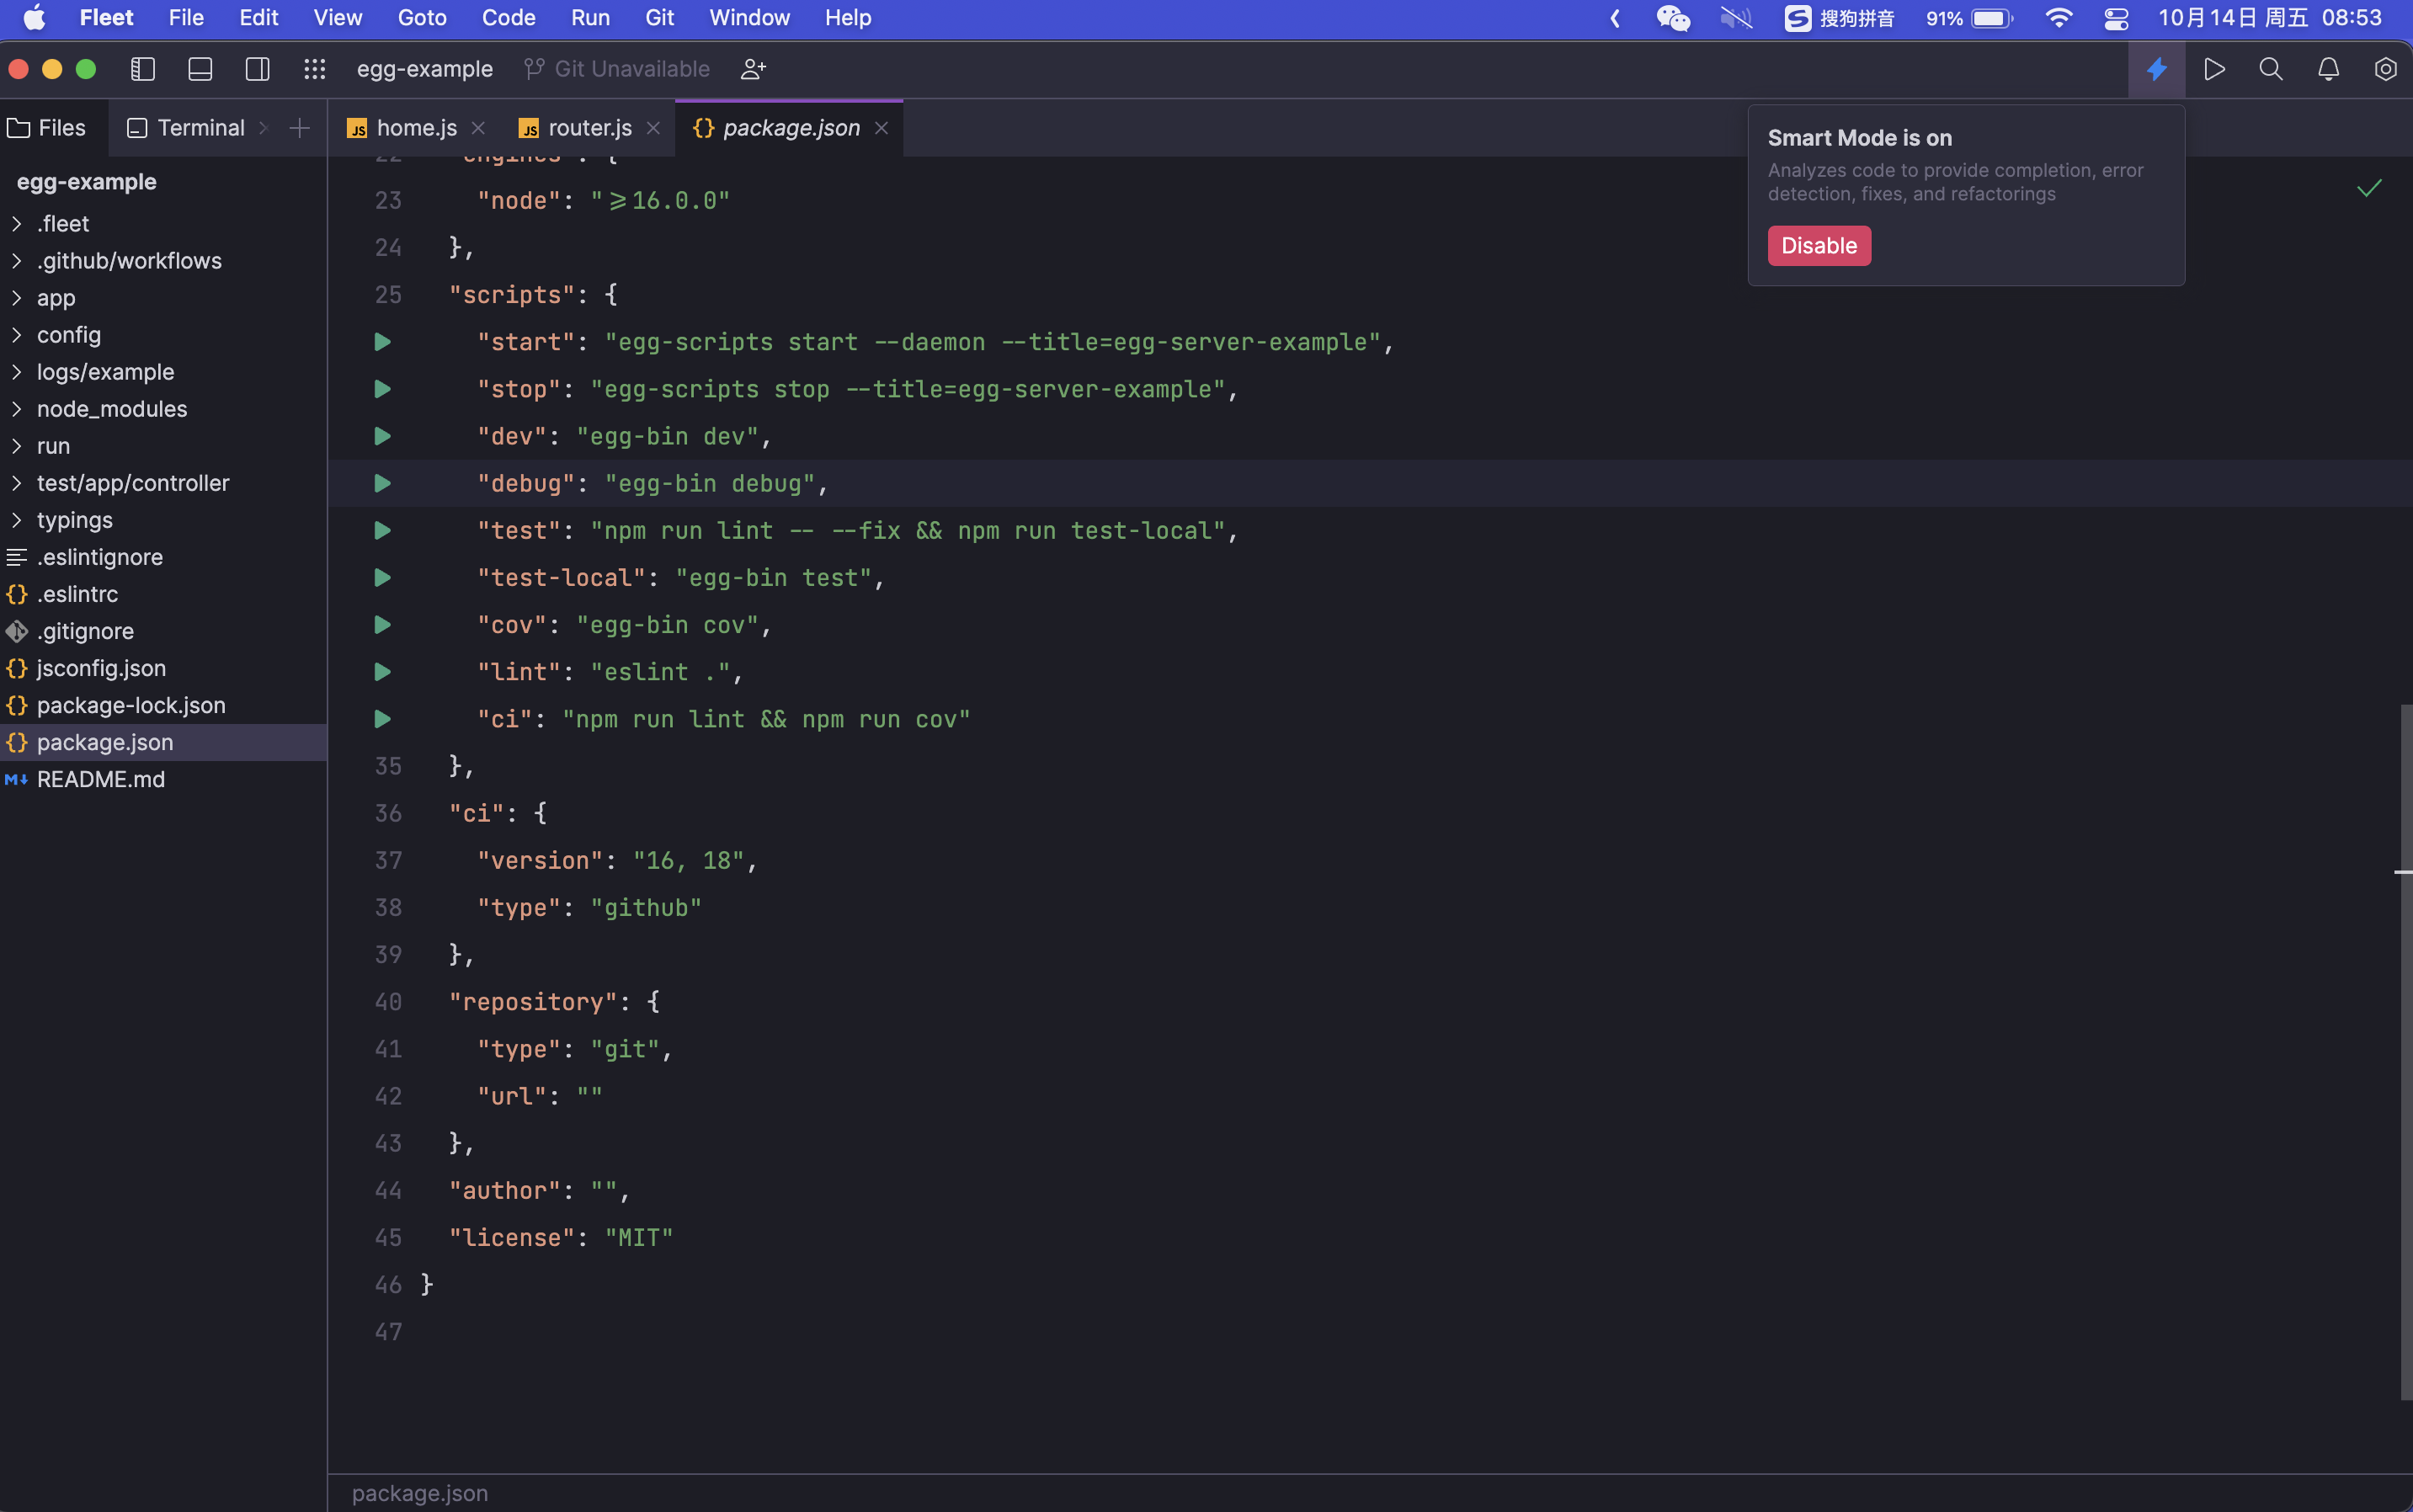 Fleet File Edit View Goto Code Run Git Window Help
搜狗拼音 91% 10月14日 周五 08:53
egg-example Git Unavailable
Files Terminal
home.js router.js package.json
Smart Mode is on
Analyzes code to provide completion, error
detection, fixes, and refactorings
Disable
egg-example
.fleet
.github/workflows
app
config
logs/example
node_modules
run
test/app/controller
typings
.eslintignore
.eslintrc
.gitignore
jsconfig.json
package-lock.json
package.json
README.md
22 "engines": {
23 "node": ">=16.0.0"
24 },
25 "scripts": {
"start": "egg-scripts start --daemon --title=egg-server-example",
"stop": "egg-scripts stop --title=egg-server-example",
"dev": "egg-bin dev",
"debug": "egg-bin debug",
"test": "npm run lint -- --fix && npm run test-local",
"test-local": "egg-bin test",
"cov": "egg-bin cov",
"lint": "eslint .",
"ci": "npm run lint && npm run cov"
35 },
36 "ci": {
37 "version": "16, 18",
38 "type": "github"
39 },
40 "repository": {
41 "type": "git",
42 "url": ""
43 },
44 "author": "",
45 "license": "MIT"
46 }
47
package.json